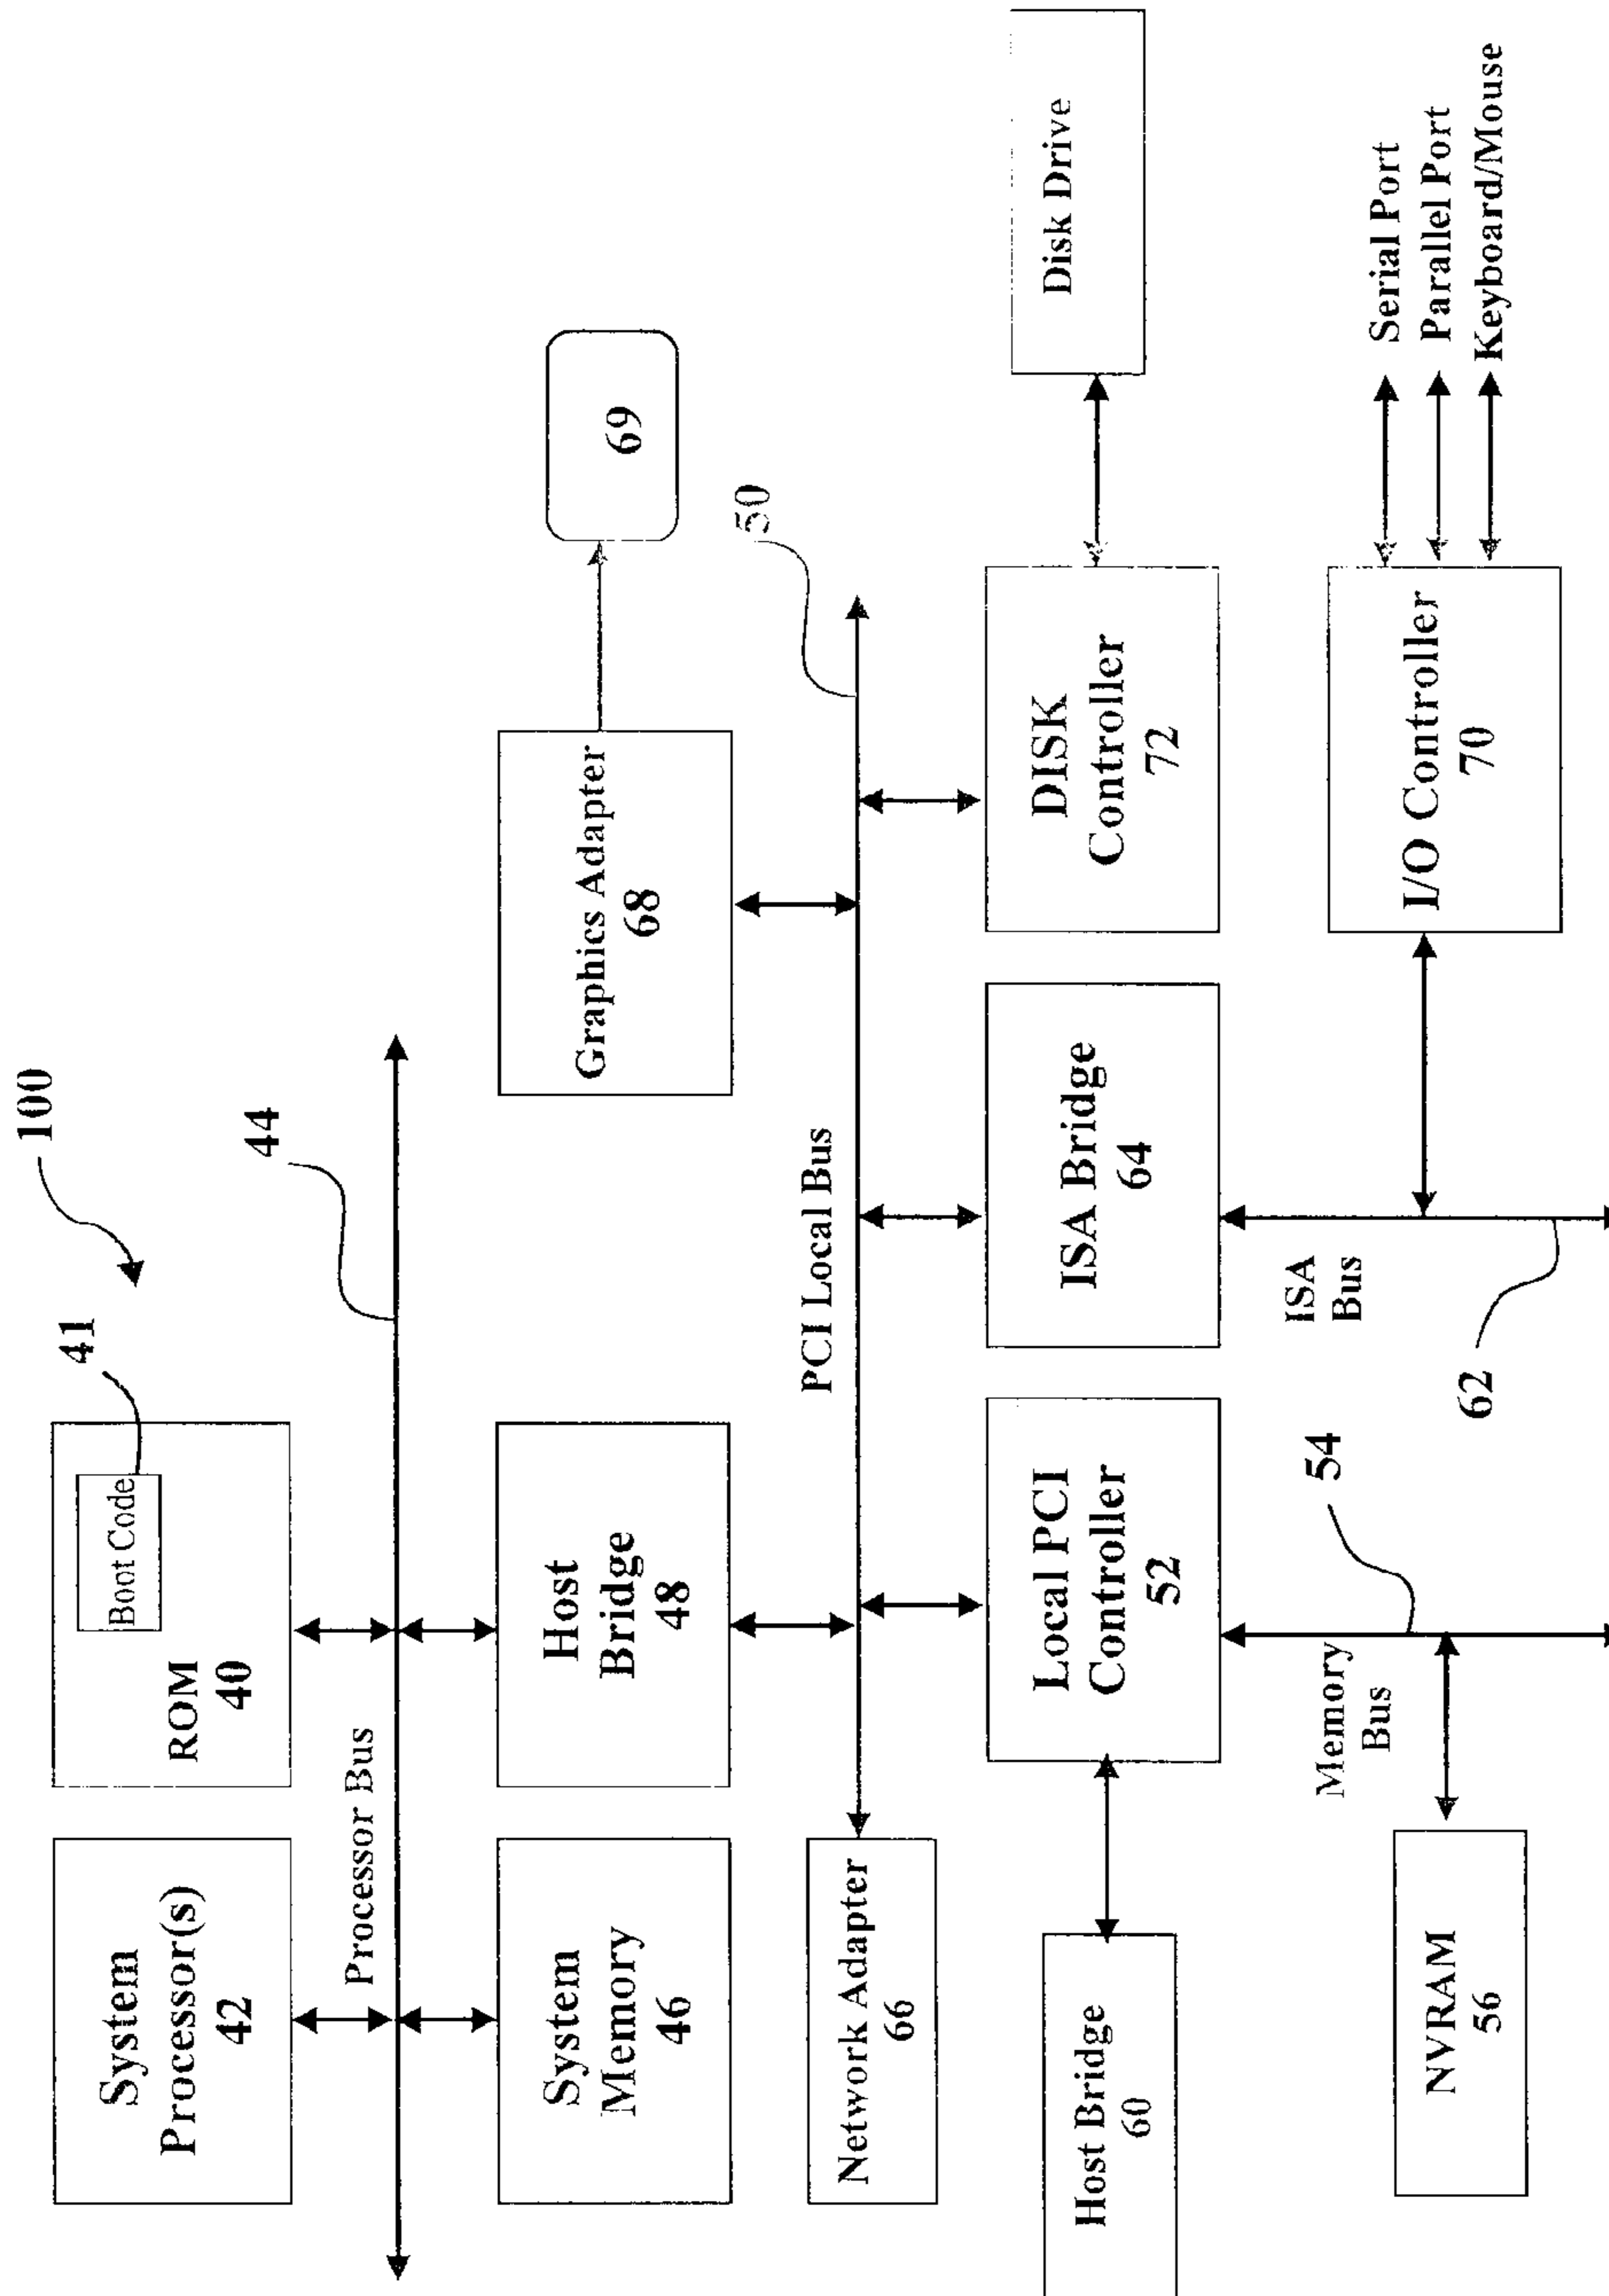 100
System
Processor(s)
42
Boot Code
41
ROM
40
Processor Bus
44
System
Memory
46
Host
Bridge
48
Graphics Adapter
68
69
Network Adapter
66
PCI Local Bus
50
Host Bridge
60
Local PCI
Controller
52
ISA Bridge
64
DISK
Controller
72
Disk Drive
Memory
Bus
54
ISA
Bus
62
NVRAM
56
I/O Controller
70
Serial Port
Parallel Port
Keyboard/Mouse